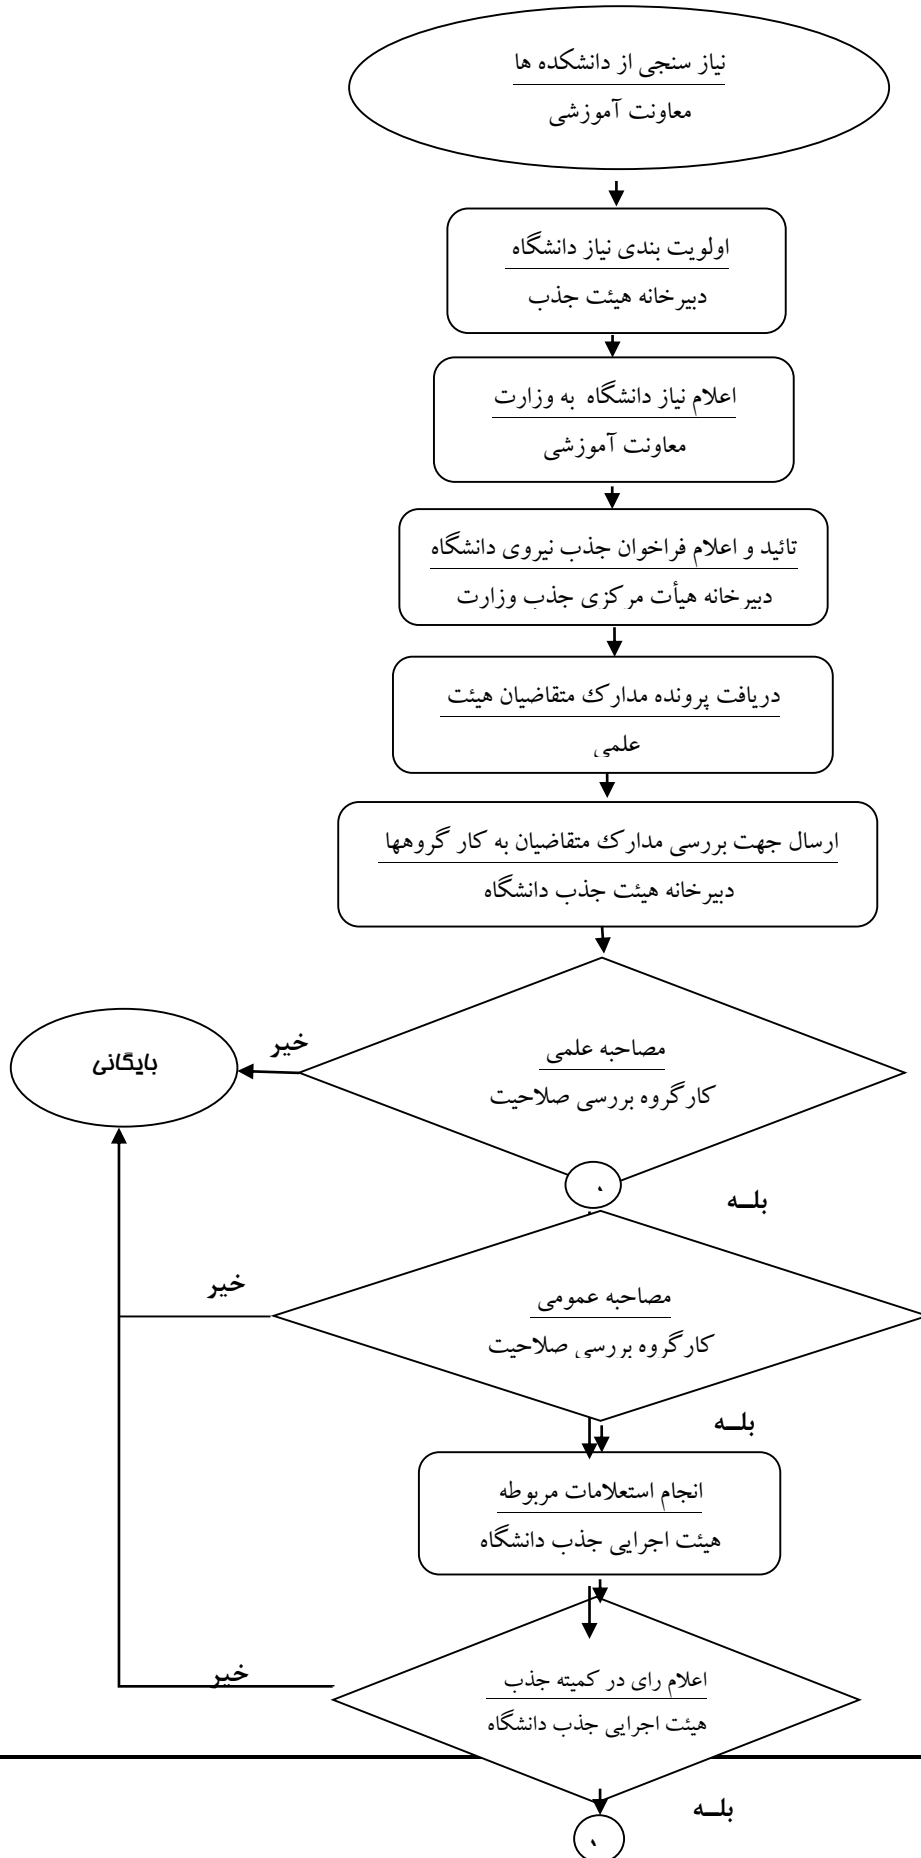 نیاز سنجی از دانشکده ها
معاونت آموزشی
اولویت بندی نیاز دانشگاه
دبیرخانه هیئت جذب
اعلام نیاز دانشگاه به وزارت
معاونت آموزشی
تائید و اعلام فراخوان جذب نیروی دانشگاه
دبیرخانه هیأت مرکزی جذب وزارت
دریافت پرونده مدارک متقاضیان هیئت
علمی
ارسال جهت بررسی مدارک متقاضیان به کار گروهها
دبیرخانه هیئت جذب دانشگاه
مصاحبه علمی
کارگروه بررسی صلاحیت
خیر
بایگانی
بلــه
مصاحبه عمومی
کارگروه بررسی صلاحیت
خیر
بلــه
انجام استعلامات مربوطه
هیئت اجرایی جذب دانشگاه
اعلام رای در کمیته جذب
هیئت اجرایی جذب دانشگاه
خیر
بلــه